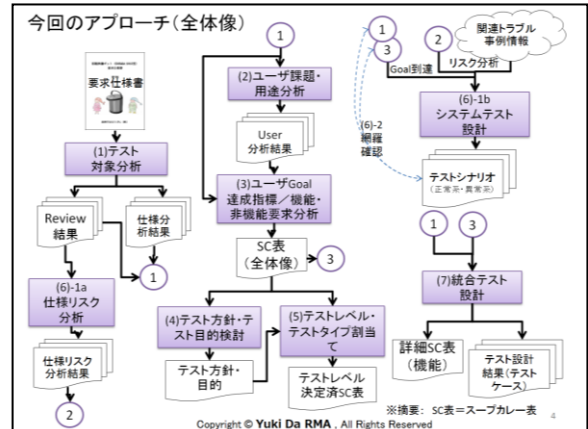 今回のアプローチ(全体像)
要求仕様書
(1)テスト
対象分析
Review
結果
仕様分
析結果
1
(6)-1a
仕様リスク
分析
仕様リスク
分析結果
2
1
(2)ユーザ課題・
用途分析
User
分析結果
(3)ユーザGoal
達成指標／機能・
非機能要求分析
SC表
(全体像)
3
(4)テスト方針・テ
スト目的検討
テスト方針・
目的
(5)テストレベル・
テストタイプ割当
て
テストレベル
決定済SC表
1
3
Goal到達
2
関連トラブル
事例情報
リスク分析
(6)-1b
システムテスト
設計
(6)-2
網羅
確認
テストシナリオ
(正常系・異常系)
1
3
(7)統合テスト
設計
詳細SC表
(機能)
テスト設計
結果(テスト
ケース)
※摘要： SC表＝スープカレー表
4
Copyright © Yuki Da RMA , All Rights Reserved